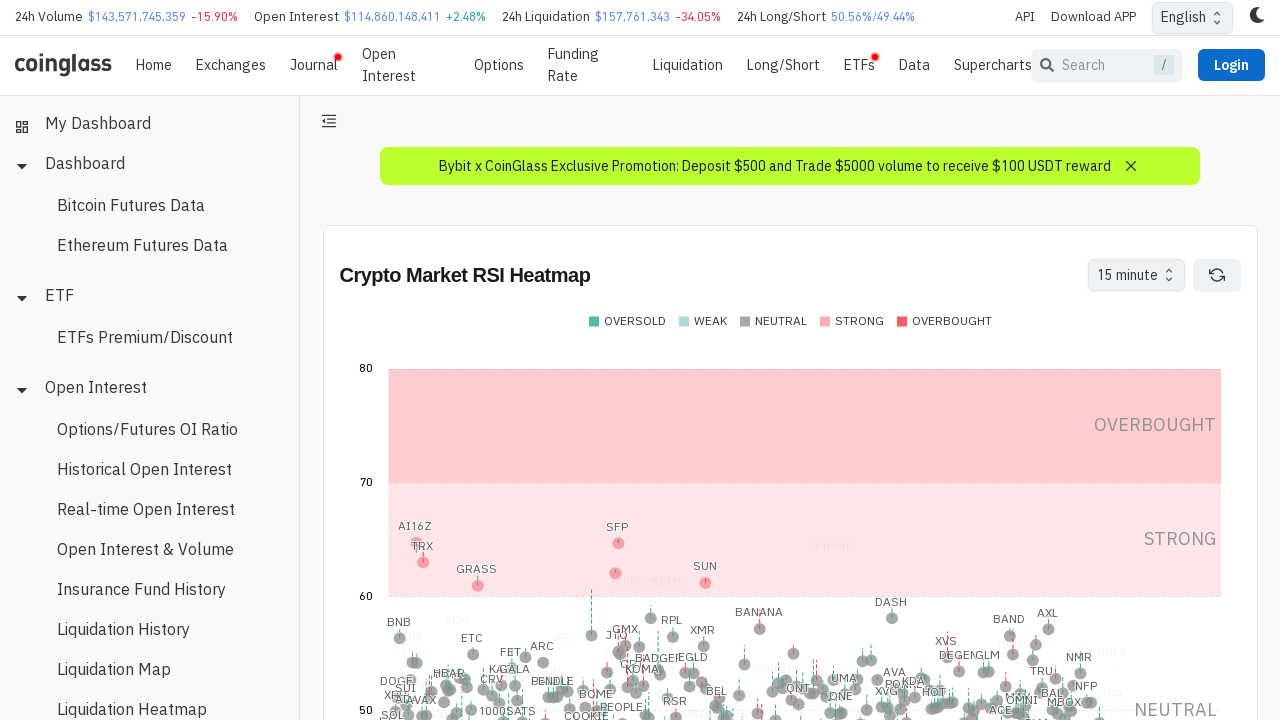 24h Volume $143,571,745,359 -15.90% Open Interest $114,860,148,411 +2.48% 24h Liquidation $157,761,343 -34.05% 24h Long/Short 50.56%/49.44% API Download APP English
coinglass Home Exchanges Journal Open Interest Options Funding Rate Liquidation Long/Short ETFs Data Supercharts Search / Login
My Dashboard
Dashboard
Bitcoin Futures Data
Ethereum Futures Data
ETF
ETFs Premium/Discount
Open Interest
Options/Futures OI Ratio
Historical Open Interest
Real-time Open Interest
Open Interest & Volume
Insurance Fund History
Liquidation History
Liquidation Map
Liquidation Heatmap
Bybit x CoinGlass Exclusive Promotion: Deposit $500 and Trade $5000 volume to receive $100 USDT reward
Crypto Market RSI Heatmap
15 minute
OVERSOLD WEAK NEUTRAL STRONG OVERBOUGHT
80
OVERBOUGHT
70
AI16Z
SFP
STRONG
TRX
PIPPIN
GRASS
SUN
60
DASH
BANANA
AXL
BNB
RPL
BAND
GMX
XMR
ETC
XVS
ARC
FET
BADGER
EGLD
DEGEN
GLM
NMR
HBAR
GALA
KOMA
AVA
TRU
DOGE
CRV
PENDLE
UMA
KDA
SUI
QNT
XVG
HOT
NFP
BOME
BEL
ONE
BAL
AVAX
RSR
OMNI
MBOX
PEOPLE
1000SATS
ACE
SOL
COOKIE
50
NEUTRAL